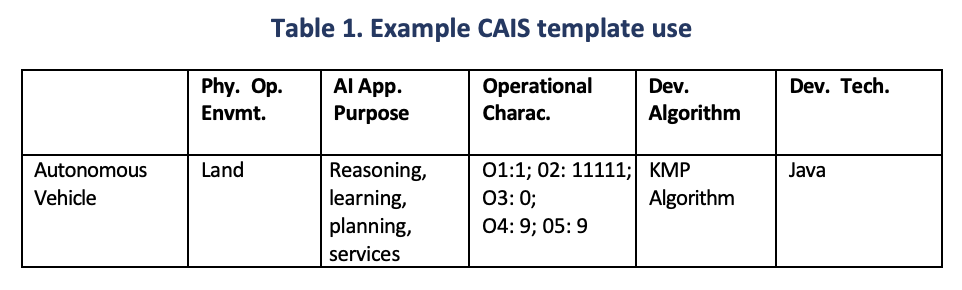 Table 1. Example CAIS template use
Phy. Op. Envmt.
AI App. Purpose
Operational Charac.
Dev. Algorithm
Dev. Tech.
Autonomous Vehicle
Land
Reasoning,
learning,
planning,
services
O1:1; 02: 11111;
O3: 0;
O4: 9; 05: 9
KMP
Algorithm
Java